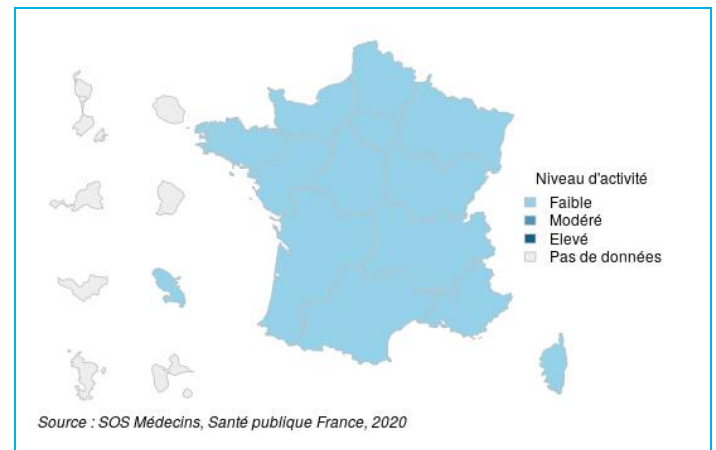 Niveau d'activité
Faible
Modéré
Elevé
Pas de données
Source : SOS Médecins, Santé publique France, 2020